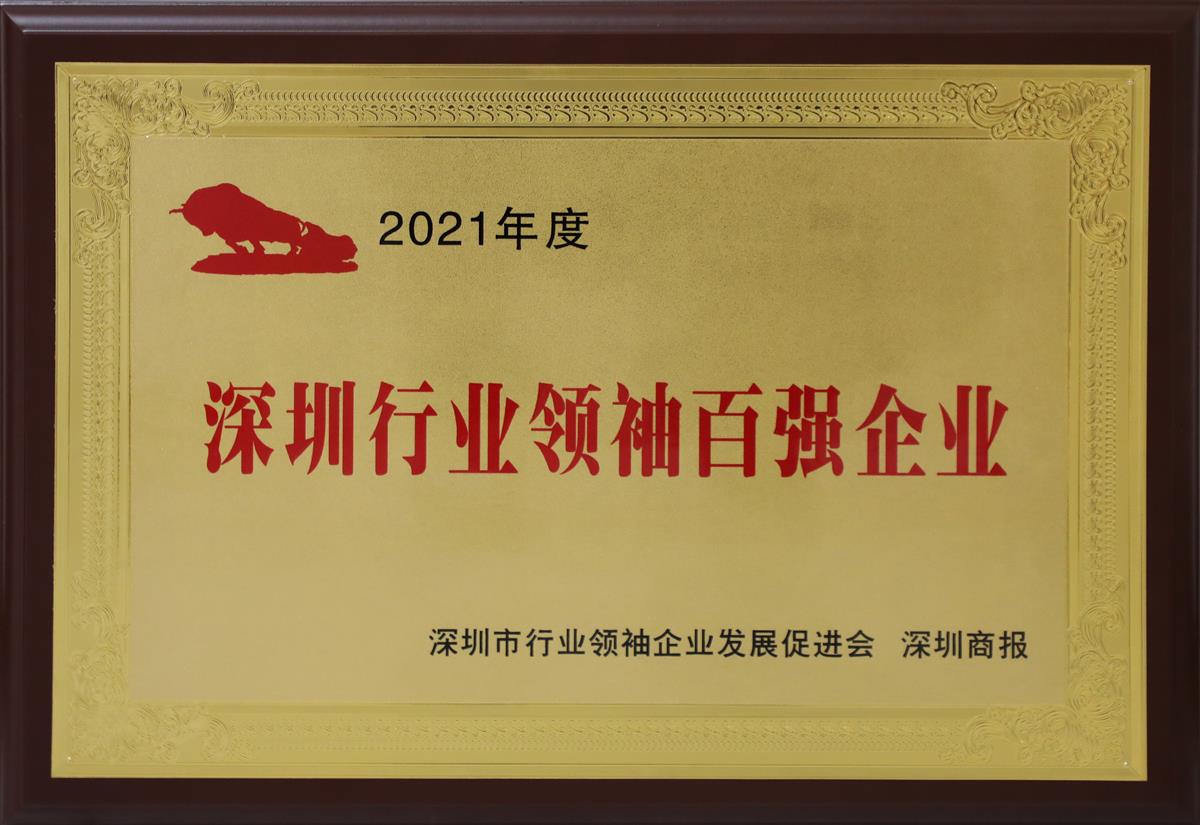 2021年度
深圳行业领袖百强企业
深圳市行业领袖企业发展促进会 深圳商报